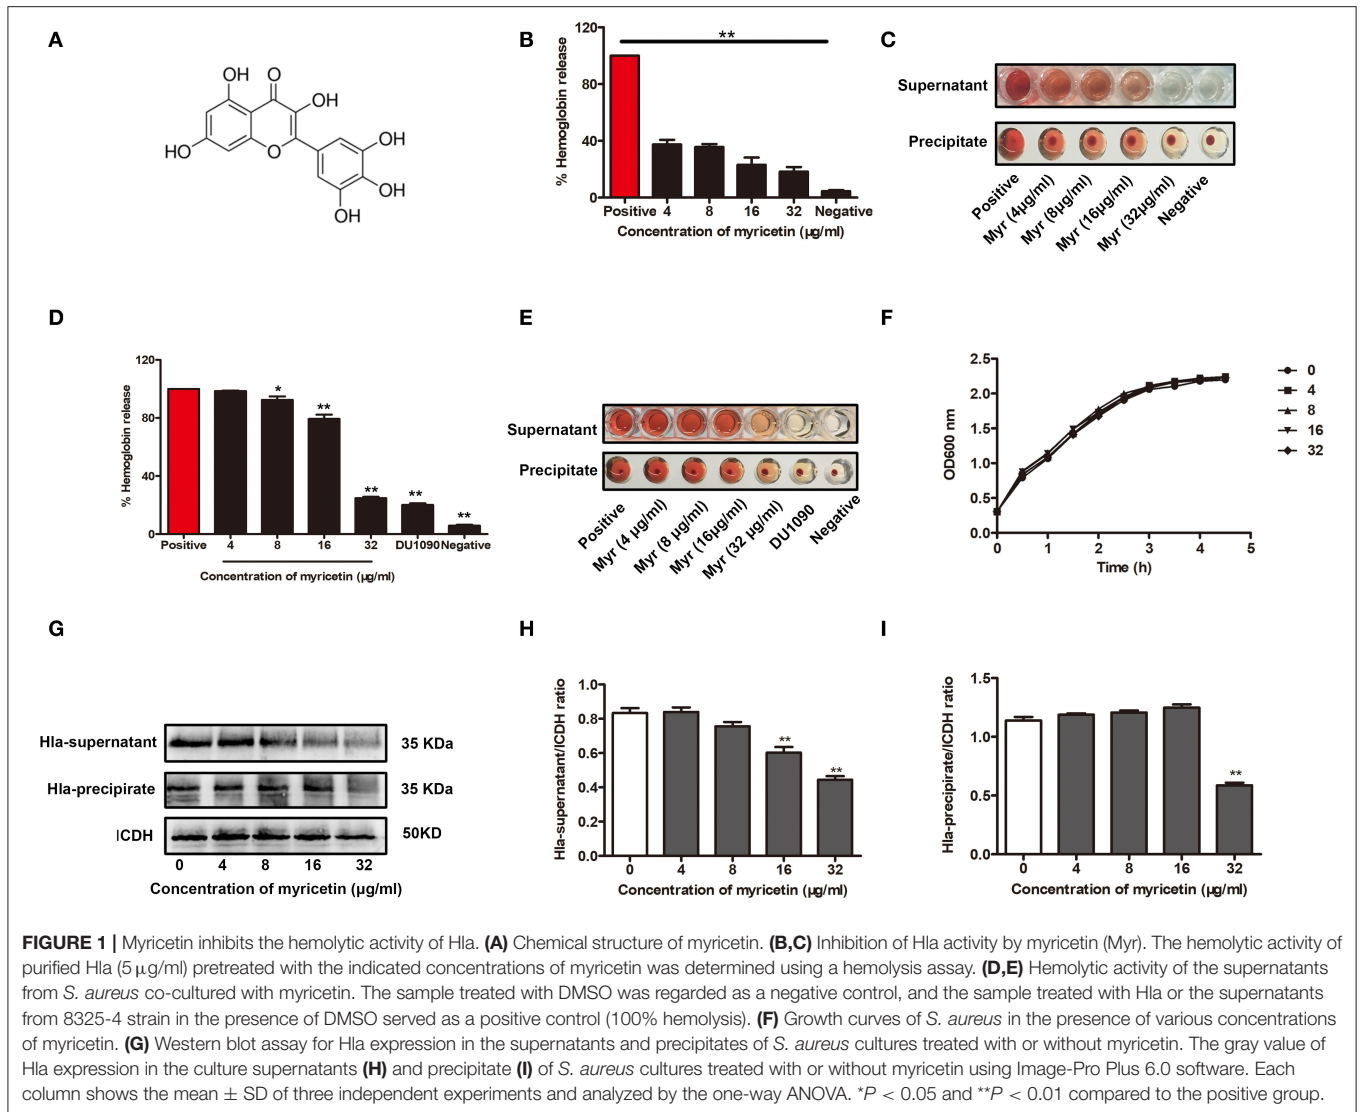 A
OH
O
OH
HO
O
OH
OH
OH
B
120
80
40
0
% Hemoglobin release
**
Positive 4 8 16 32 Negative
Concentration of myricetin (µg/ml)
C
Supernatant
Precipitate
Positive
Myr (4µg/ml)
Myr (8µg/ml)
Myr (16µg/ml)
Myr (32µg/ml)
Negative
D
120
80
40
0
% Hemoglobin release
* ** ** ** **
Positive 4 8 16 32 DU1090 Negative
Concentration of myricetin (µg/ml)
E
Supernatant
Precipitate
Positive
Myr (4 µg/ml)
Myr (8 µg/ml)
Myr (16µg/ml)
Myr (32 µg/ml)
DU1090
Negative
F
2.5
2.0
1.5
1.0
0.5
0.0
OD600 nm
0 1 2 3 4 5
Time (h)
0
4
8
16
32
G
Hla-supernatant 35 KDa
Hla-precipirate 35 KDa
ICDH 50KD
0 4 8 16 32
Concentration of myricetin (µg/ml)
H
1.0
0.8
0.6
0.4
0.2
0.0
Hla-supernatant/ICDH ratio
** **
0 4 8 16 32
Concentration of myricetin (µg/ml)
I
1.5
1.0
0.5
0.0
Hla-precipirate/ICDH ratio
**
0 4 8 16 32
Concentration of myricetin (µg/ml)
FIGURE 1 | Myricetin inhibits the hemolytic activity of Hla. (A) Chemical structure of myricetin. (B,C) Inhibition of Hla activity by myricetin (Myr). The hemolytic activity of
purified Hla (5 µg/ml) pretreated with the indicated concentrations of myricetin was determined using a hemolysis assay. (D,E) Hemolytic activity of the supernatants
from S. aureus co-cultured with myricetin. The sample treated with DMSO was regarded as a negative control, and the sample treated with Hla or the supernatants
from 8325-4 strain in the presence of DMSO served as a positive control (100% hemolysis). (F) Growth curves of S. aureus in the presence of various concentrations
of myricetin. (G) Western blot assay for Hla expression in the supernatants and precipitates of S. aureus cultures treated with or without myricetin. The gray value of
Hla expression in the culture supernatants (H) and precipitate (I) of S. aureus cultures treated with or without myricetin using Image-Pro Plus 6.0 software. Each
column shows the mean ± SD of three independent experiments and analyzed by the one-way ANOVA. *P < 0.05 and **P < 0.01 compared to the positive group.